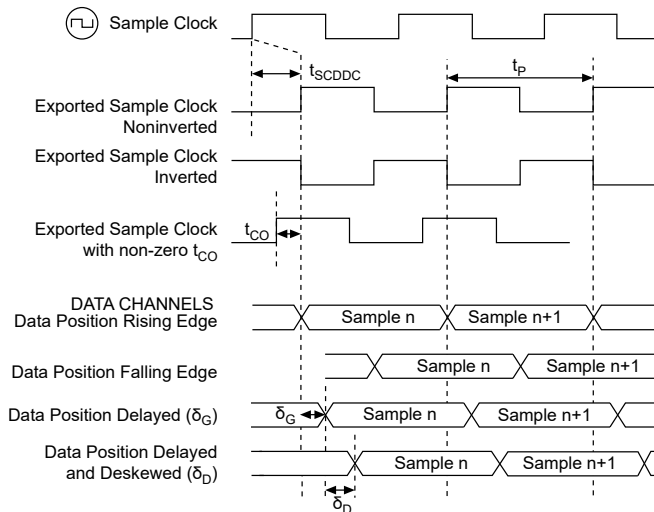 Sample Clock
tSCDDC
tP
Exported Sample Clock
Noninverted
Exported Sample Clock
Inverted
Exported Sample Clock
with non-zero tCO
tCO
DATA CHANNELS
Data Position Rising Edge
Sample n
Sample n+1
Data Position Falling Edge
Sample n
Sample n+1
Data Position Delayed (δG)
δG
Sample n
Sample n+1
Data Position Delayed
and Deskewed (δD)
Sample n
Sample n+1
δD